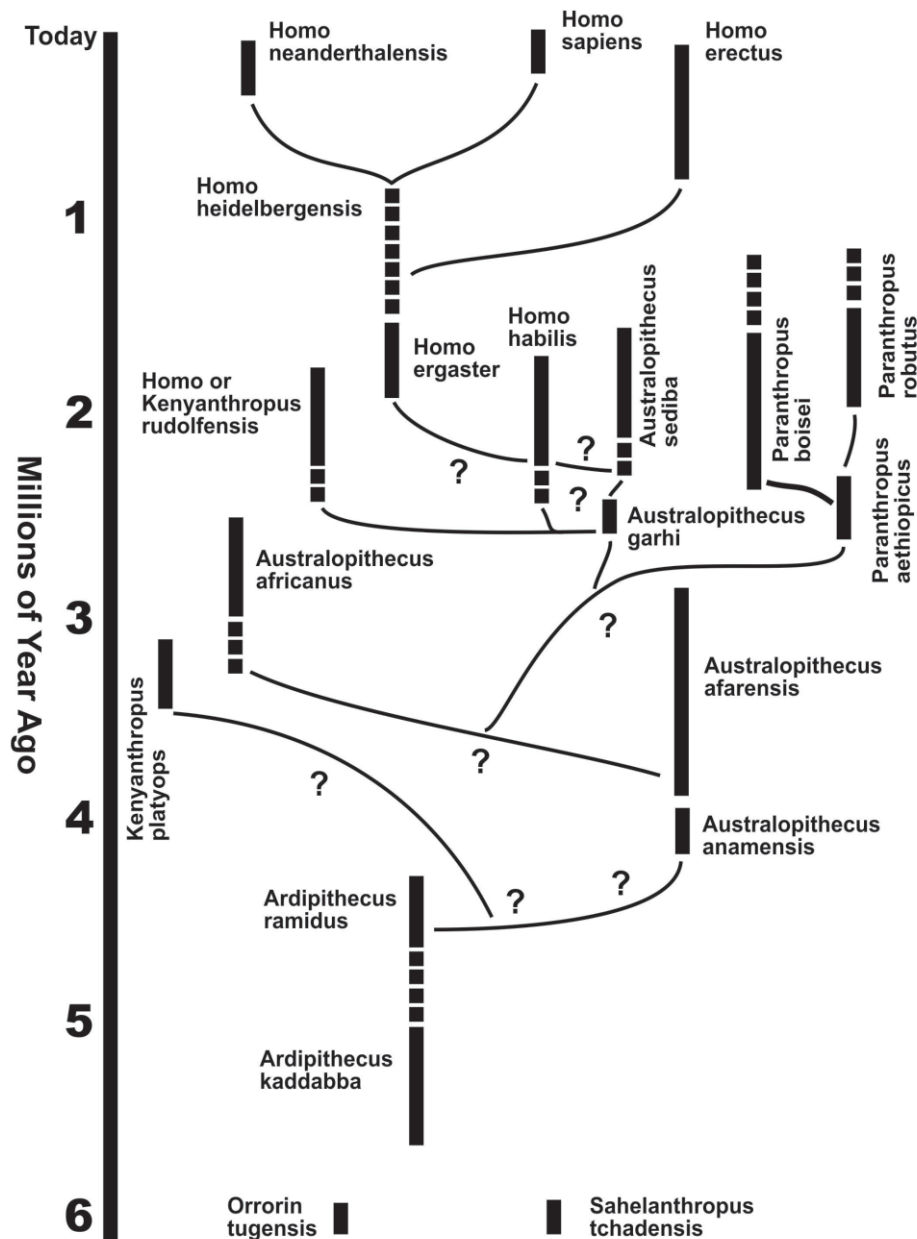 Today
Homo
neanderthalensis
Homo
sapiens
Homo
erectus
Homo
heidelbergensis
1
Homo
habilis
Australopithecus
sediba
Paranthropus
boisei
Paranthropus
robutus
Homo
ergaster
Homo or
Kenyanthropus
rudolfensis
2
?
?
?
Australopithecus
garhi
Paranthropus
aethiopicus
Australopithecus
africanus
3
?
Millions of Year Ago
Kenyanthropus
platyops
Australopithecus
afarensis
?
?
4
Australopithecus
anamensis
?
?
Ardipithecus
ramidus
5
Ardipithecus
kaddabba
6
Orrorin
tugensis
Sahelanthropus
tchadensis